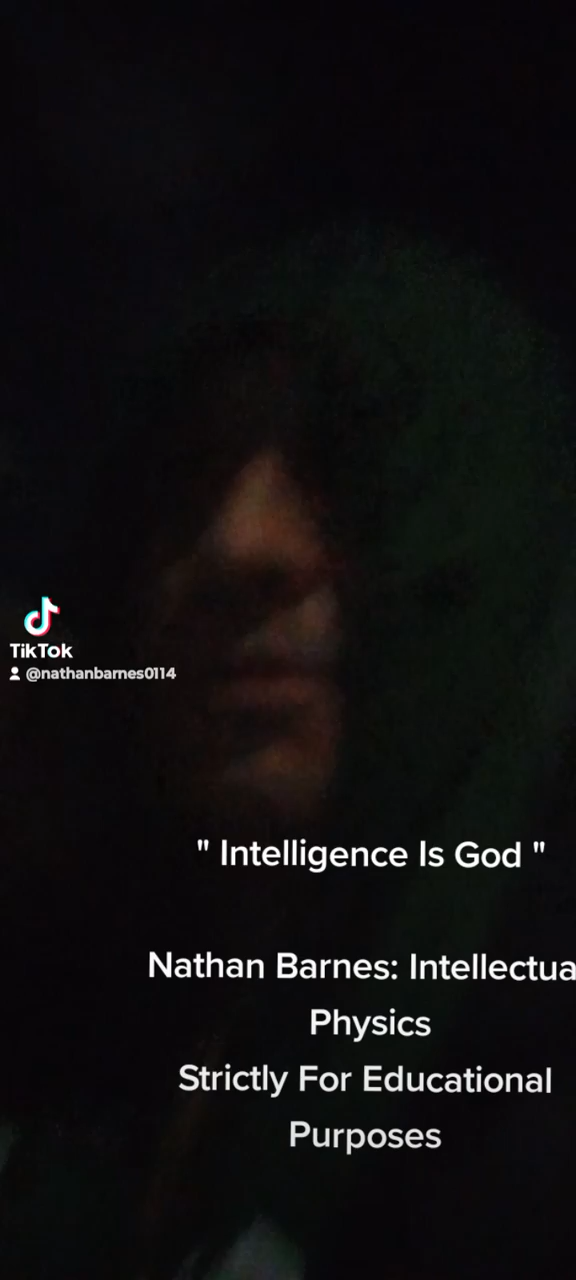 TikTok
@nathanbarnes0114
" Intelligence Is God "
Nathan Barnes: Intellectua
Physics
Strictly For Educational
Purposes